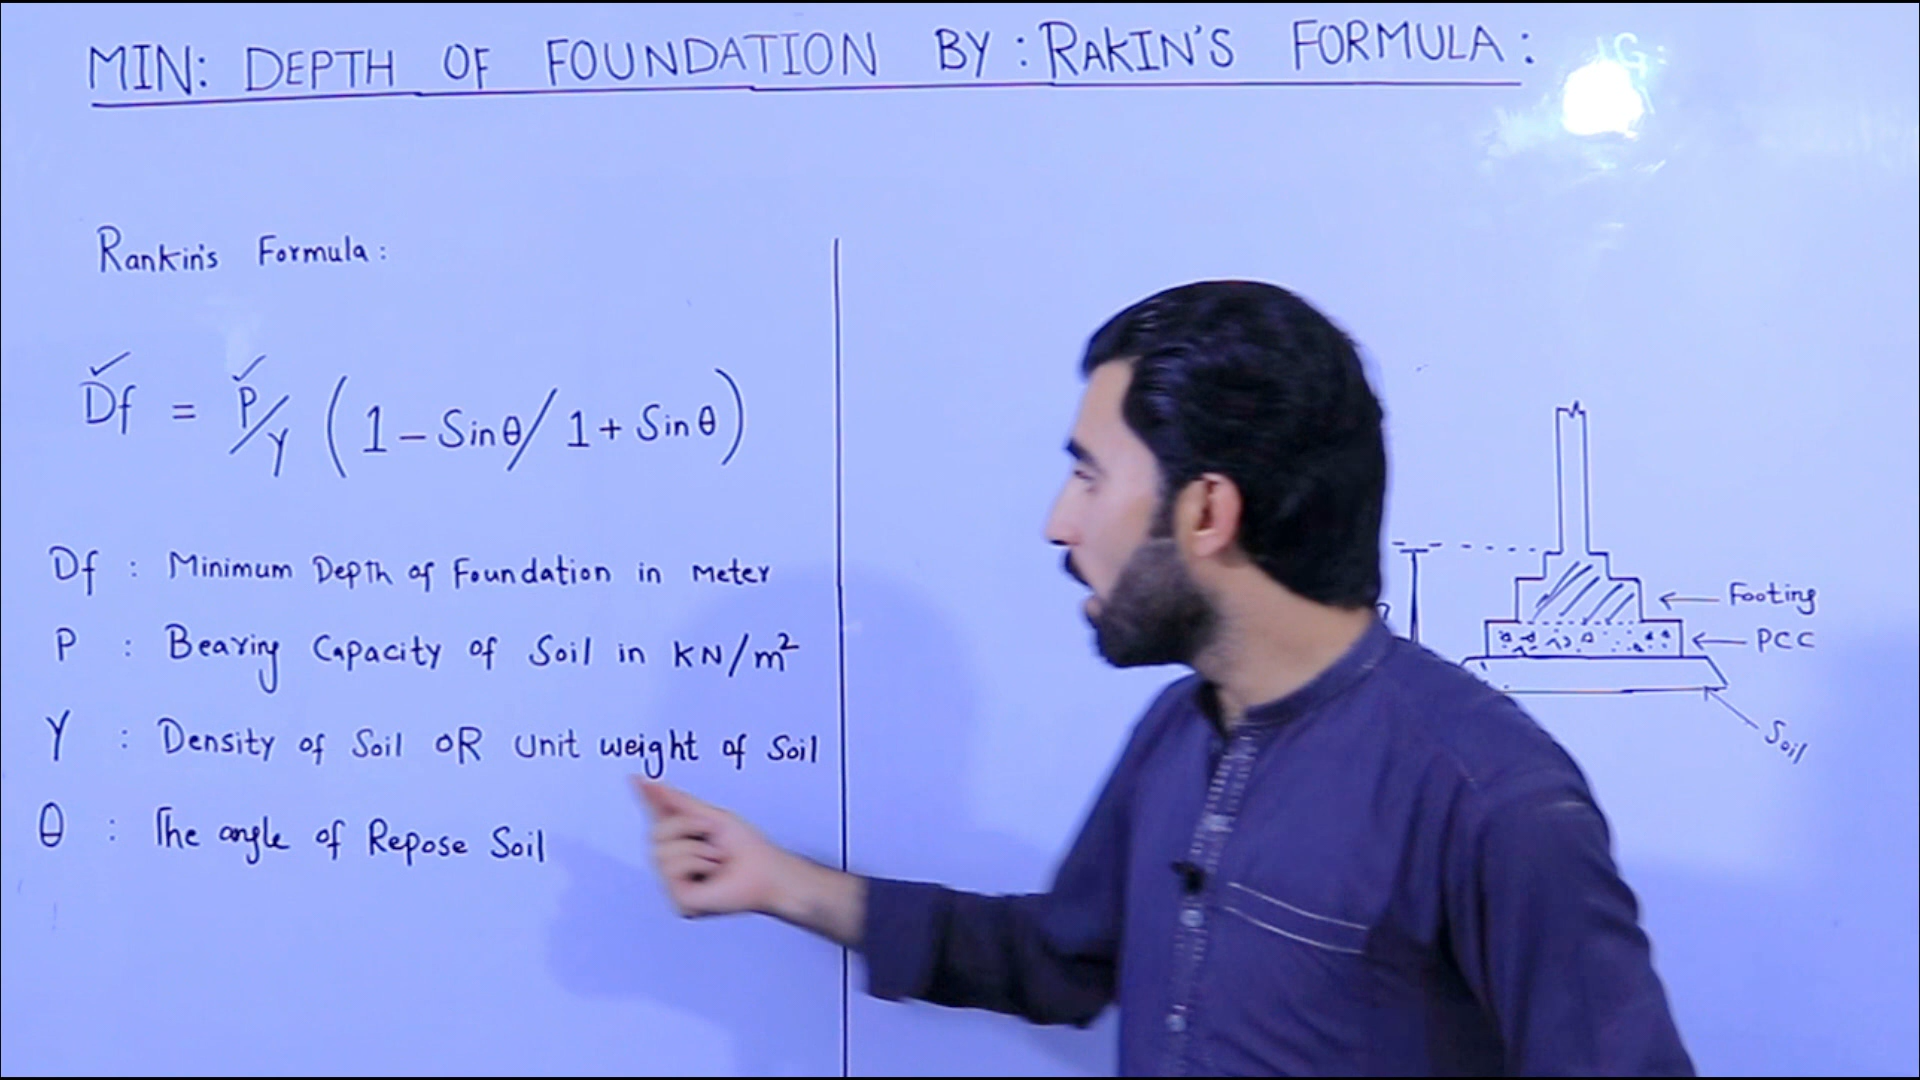 MIN: DEPTH OF FOUNDATION BY: RAKIN'S FORMULA:
Rankin's Formula:
Df = P/γ (1 - Sinθ / 1 + Sinθ)
Df : Minimum Depth of Foundation in Meter
P : Bearing Capacity of Soil in KN/m²
γ : Density of Soil OR Unit weight of Soil
θ : The angle of Repose Soil
Footing
PCC
Soil